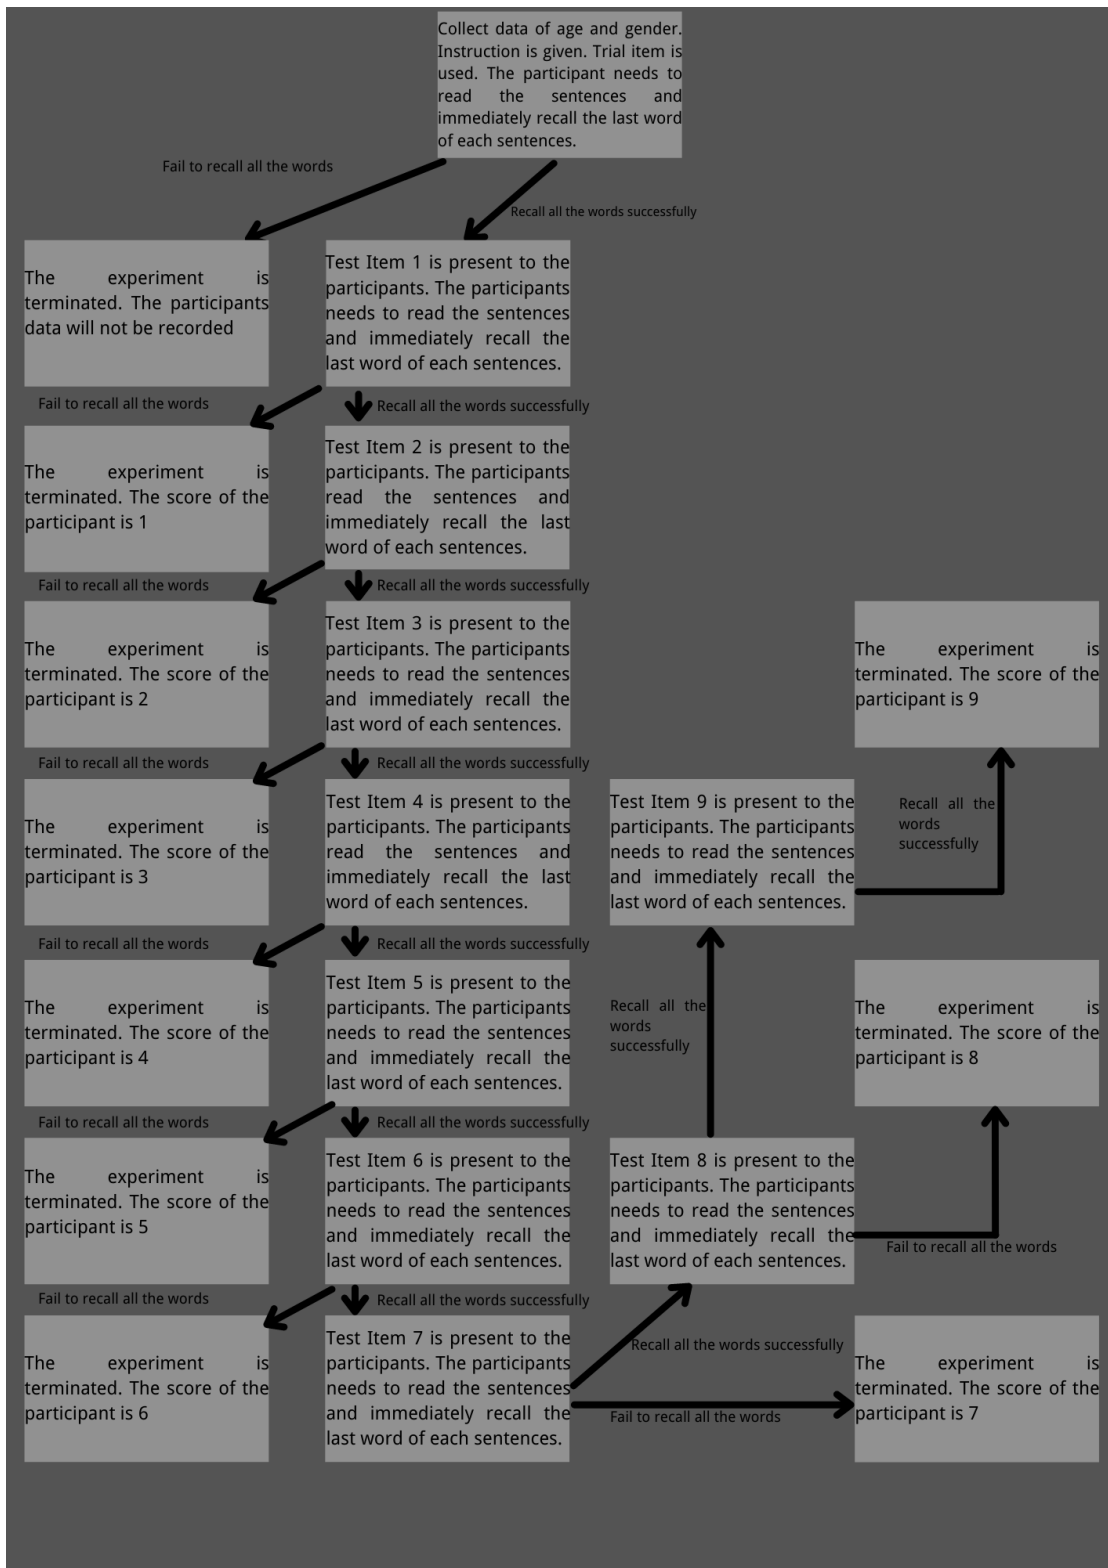 Collect data of age and gender.
Instruction is given. Trial item is
used. The participant needs to
read the sentences and
immediately recall the last word
of each sentences.
Fail to recall all the words
Recall all the words successfully
The experiment is
terminated. The participants
data will not be recorded
Test Item 1 is present to the
participants. The participants
needs to read the sentences
and immediately recall the
last word of each sentences.
Fail to recall all the words
Recall all the words successfully
The experiment is
terminated. The score of the
participant is 1
Test Item 2 is present to the
participants. The participants
read the sentences and
immediately recall the last
word of each sentences.
Fail to recall all the words
Recall all the words successfully
The experiment is
terminated. The score of the
participant is 2
Test Item 3 is present to the
participants. The participants
needs to read the sentences
and immediately recall the
last word of each sentences.
The experiment is
terminated. The score of the
participant is 9
Fail to recall all the words
Recall all the words successfully
The experiment is
terminated. The score of the
participant is 3
Test Item 4 is present to the
participants. The participants
read the sentences and
immediately recall the last
word of each sentences.
Test Item 9 is present to the
participants. The participants
needs to read the sentences
and immediately recall the
last word of each sentences.
Recall all the
words
successfully
Fail to recall all the words
Recall all the words successfully
The experiment is
terminated. The score of the
participant is 4
Test Item 5 is present to the
participants. The participants
needs to read the sentences
and immediately recall the
last word of each sentences.
Recall all the
words
successfully
The experiment is
terminated. The score of the
participant is 8
Fail to recall all the words
Recall all the words successfully
The experiment is
terminated. The score of the
participant is 5
Test Item 6 is present to the
participants. The participants
needs to read the sentences
and immediately recall the
last word of each sentences.
Test Item 8 is present to the
participants. The participants
needs to read the sentences
and immediately recall the
last word of each sentences.
Fail to recall all the words
Fail to recall all the words
Recall all the words successfully
The experiment is
terminated. The score of the
participant is 6
Test Item 7 is present to the
participants. The participants
needs to read the sentences
and immediately recall the
last word of each sentences.
Recall all the words successfully
Fail to recall all the words
The experiment is
terminated. The score of the
participant is 7